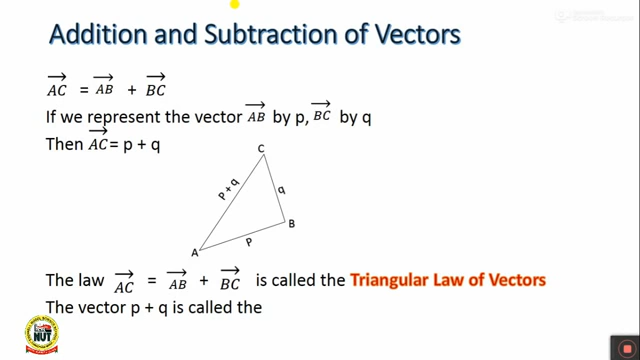 Addition and Subtraction of Vectors
AC = AB + BC
If we represent the vector AB by p, BC by q
Then AC = p + q
C
P + q
q
B
A
P
The law AC = AB + BC is called the Triangular Law of Vectors
The vector p + q is called the
NUT